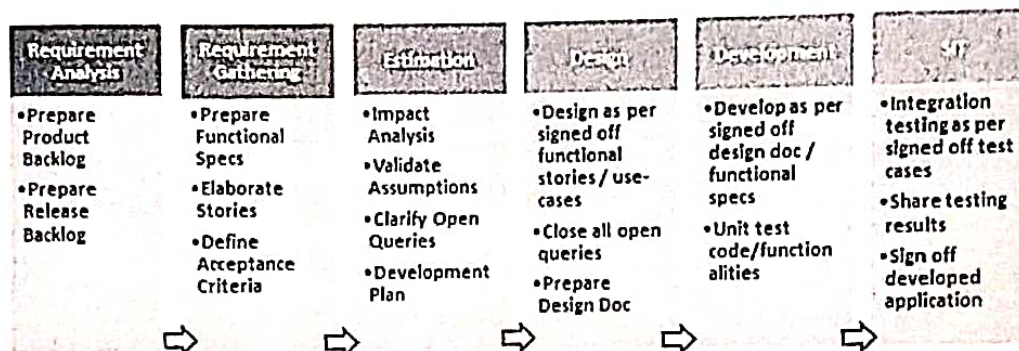 Requirement
Analysis
•Prepare
Product
Backlog
•Prepare
Release
Backlog
Requirement
Gathering
•Prepare
Functional
Specs
•Elaborate
Stories
•Define
Acceptance
Criteria
Estimation
•Impact
Analysis
•Validate
Assumptions
•Clarify Open
Queries
•Development
Plan
Design
•Design as per
signed off
functional
stories / use-
cases
•Close all open
queries
•Prepare
Design Doc
Development
•Develop as per
signed off
design doc /
functional
specs
•Unit test
code/function
alities
SIT
•Integration
testing as per
signed off test
cases
•Share testing
results
•Sign off
developed
application